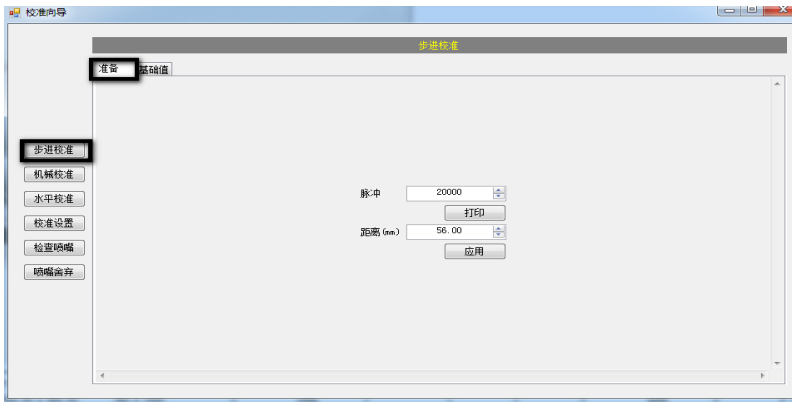 校准向导
步进校准
准备 基础值
步进校准
机械校准
水平校准
校准设置
检查喷嘴
喷嘴舍弃
脉冲 20000
打印
距离(mm) 56.00
应用